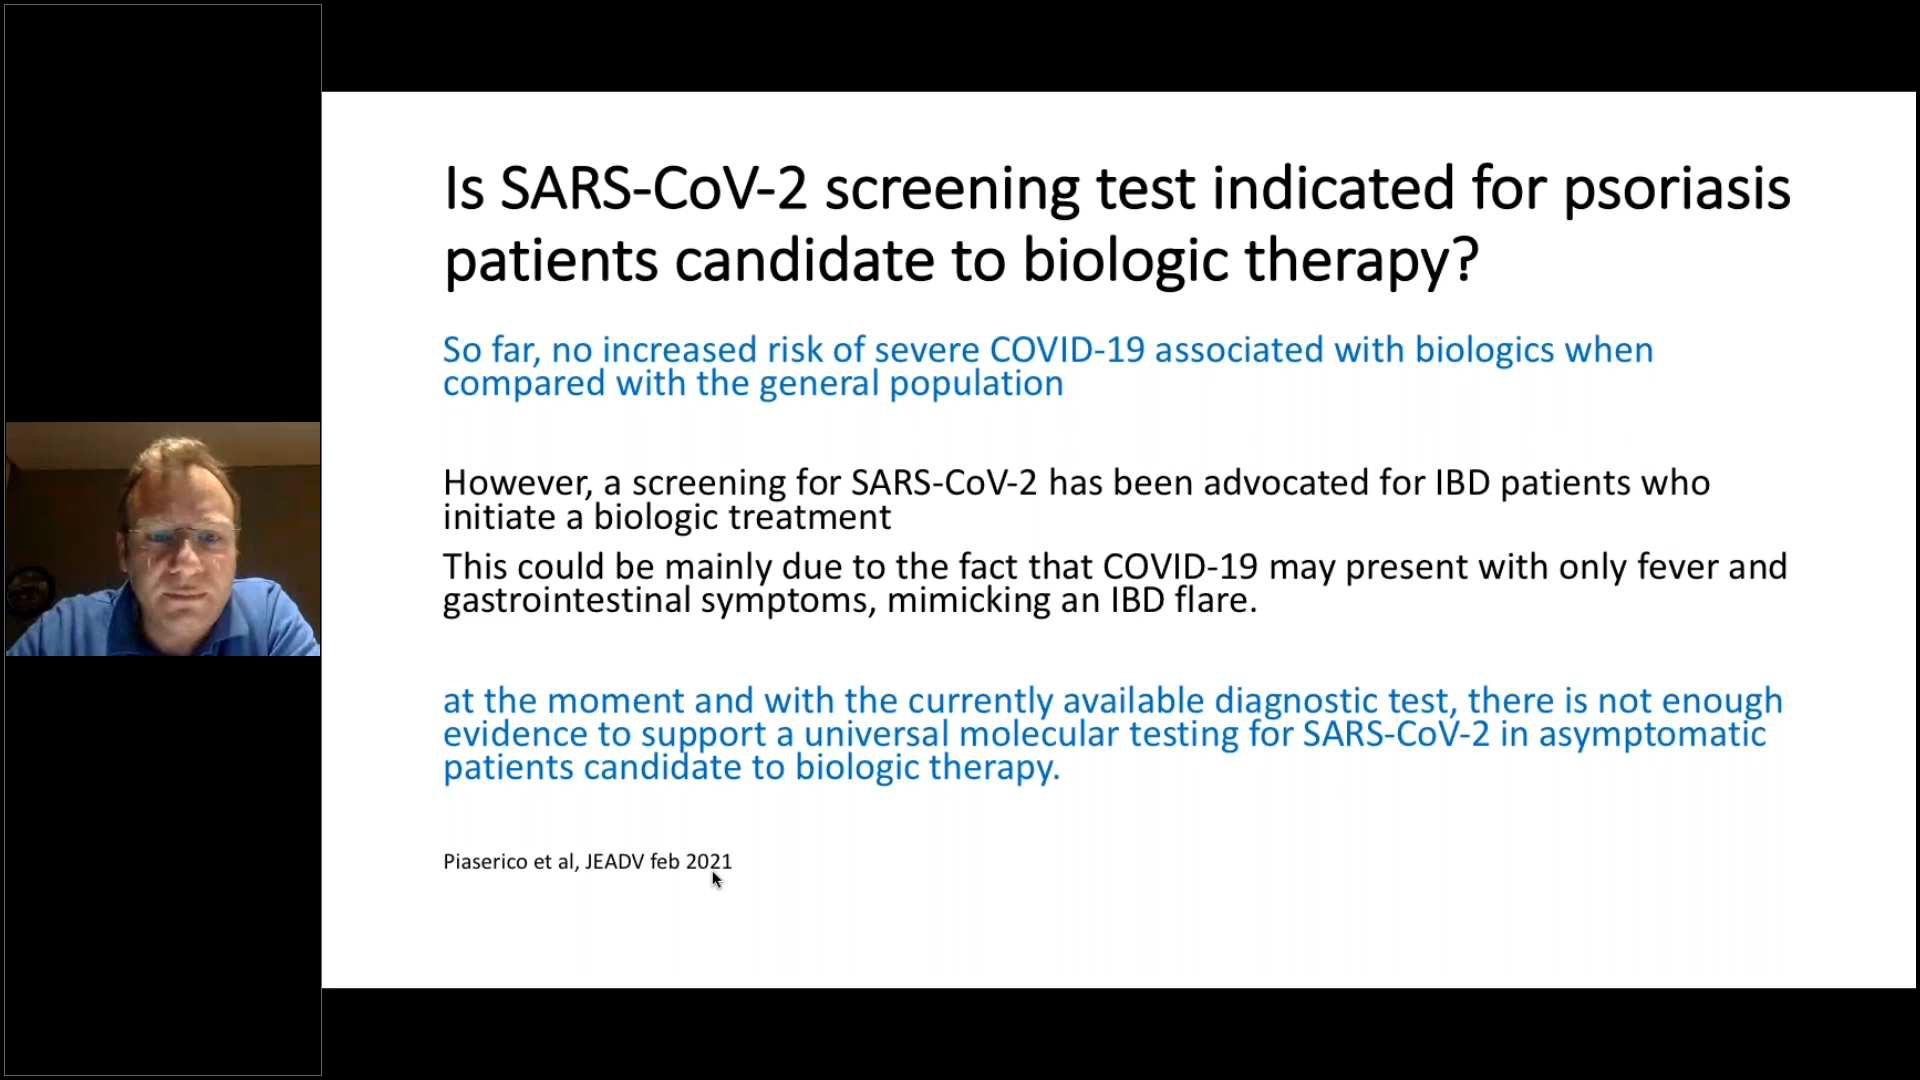 Is SARS-CoV-2 screening test indicated for psoriasis
patients candidate to biologic therapy?
So far, no increased risk of severe COVID-19 associated with biologics when
compared with the general population
However, a screening for SARS-CoV-2 has been advocated for IBD patients who
initiate a biologic treatment
This could be mainly due to the fact that COVID-19 may present with only fever and
gastrointestinal symptoms, mimicking an IBD flare.
at the moment and with the currently available diagnostic test, there is not enough
evidence to support a universal molecular testing for SARS-CoV-2 in asymptomatic
patients candidate to biologic therapy.
Piaserico et al, JEADV feb 2021